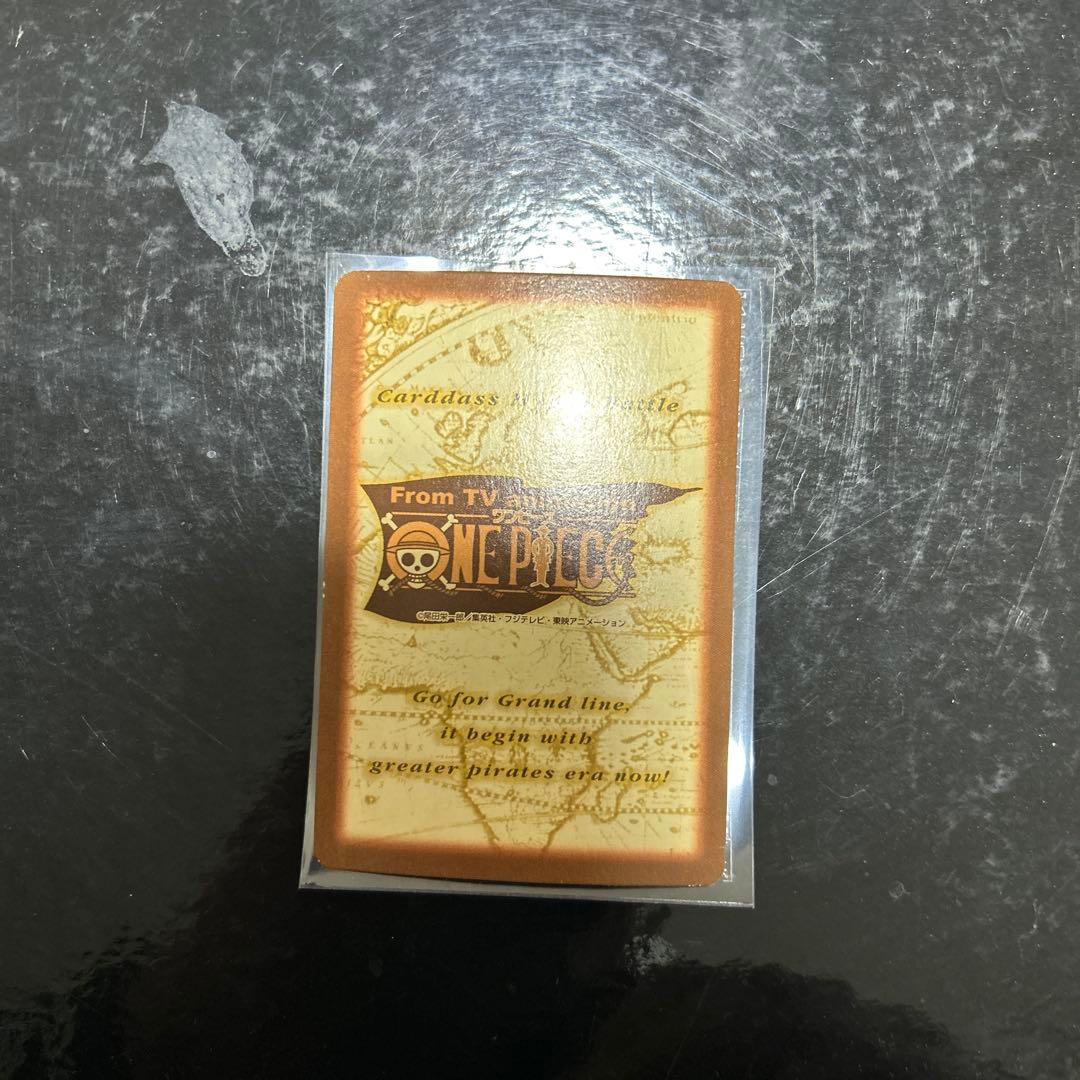 Carddass Battle
From TV animation
ワンピース
ONE PIECE
©尾田栄一郎/集英社・フジテレビ・東映アニメーション
Go for Grand line,
it begin with
greater pirates era now!